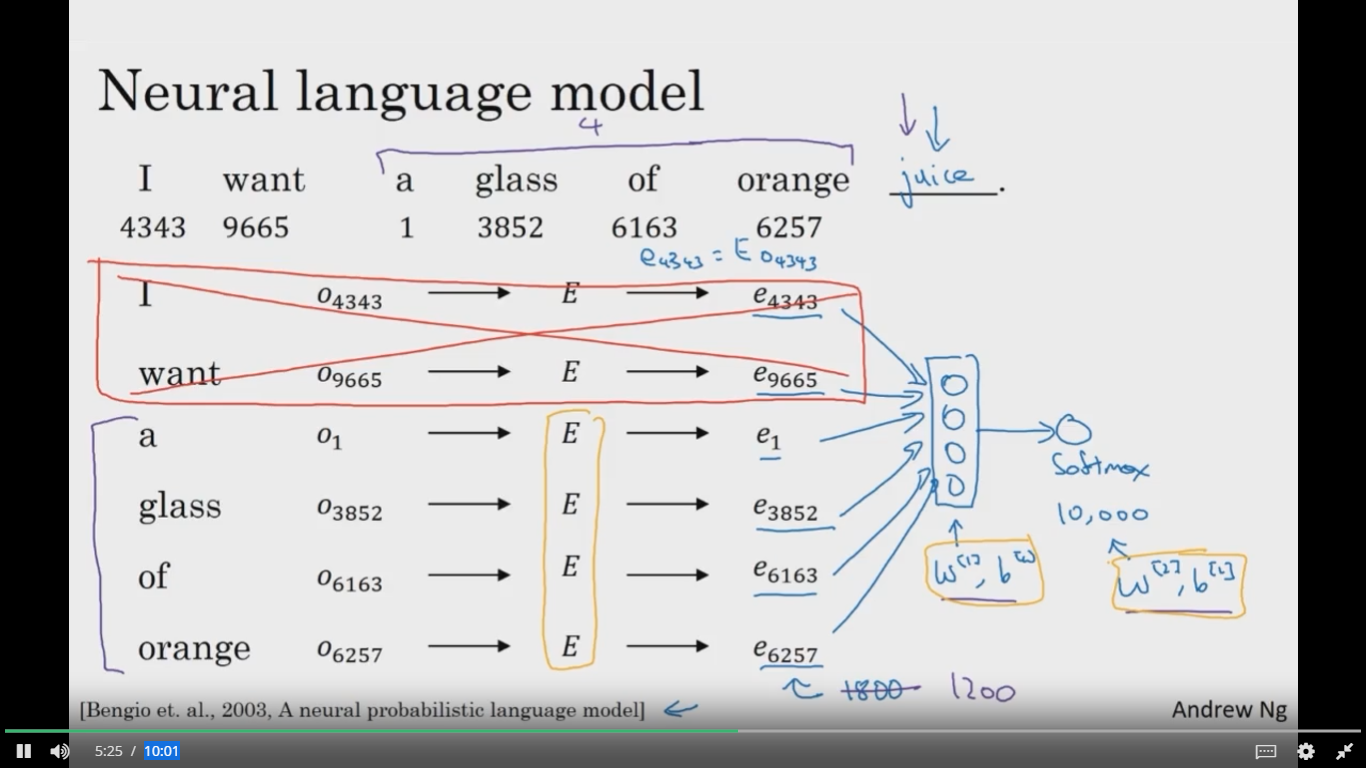 Neural language model
4
I want a glass of orange juice.
4343 9665 1 3852 6163 6257
e4343 = E o4343
I o4343 → E → e4343
want o9665 → E → e9665
a o1 → E → e1
glass o3852 → E → e3852
of o6163 → E → e6163
orange o6257 → E → e6257
Softmax
10,000
W[1], b[1]
W[2], b[2]
1800 1200
[Bengio et. al., 2003, A neural probabilistic language model] ←
Andrew Ng
5:25 / 10:01